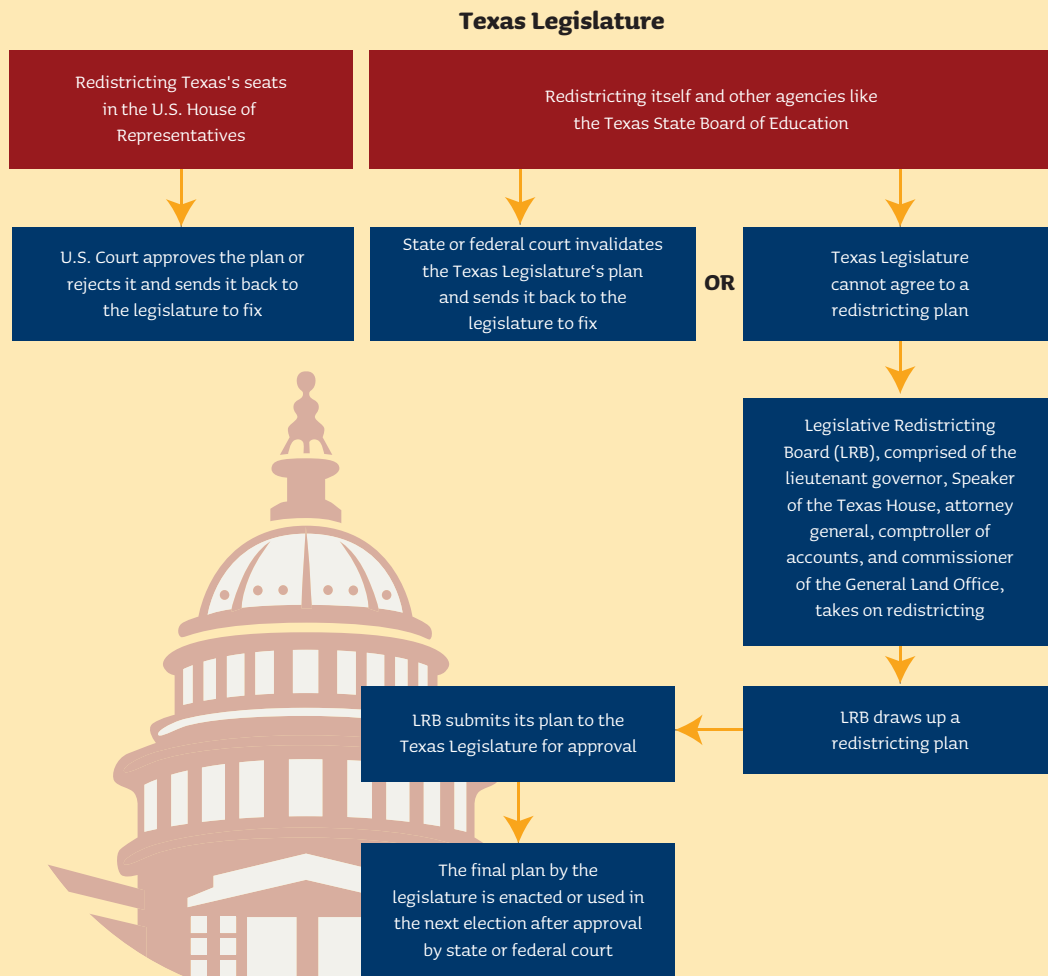 Texas Legislature
Redistricting Texas's seats
in the U.S. House of
Representatives
Redistricting itself and other agencies like
the Texas State Board of Education
U.S. Court approves the plan or
rejects it and sends it back to
the legislature to fix
State or federal court invalidates
the Texas Legislature‘s plan
and sends it back to the
legislature to fix
OR
Texas Legislature
cannot agree to a
redistricting plan
Legislative Redistricting
Board (LRB), comprised of the
lieutenant governor, Speaker
of the Texas House, attorney
general, comptroller of
accounts, and commissioner
of the General Land Office,
takes on redistricting
LRB draws up a
redistricting plan
LRB submits its plan to the
Texas Legislature for approval
The final plan by the
legislature is enacted or used in
the next election after approval
by state or federal court